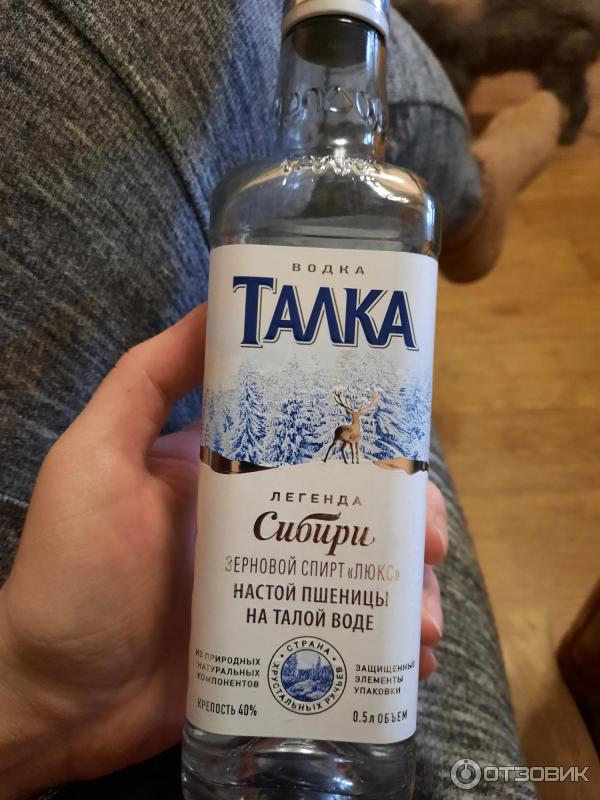 ВОДКА
ТАЛКА
ЛЕГЕНДА
Сибири
ЗЕРНОВОЙ СПИРТ «ЛЮКС»
НАСТОЙ ПШЕНИЦЫ
НА ТАЛОЙ ВОДЕ
ИЗ ПРИРОДНЫХ
НАТУРАЛЬНЫХ
КОМПОНЕНТОВ
СТРАНА
ХРУСТАЛЬНЫХ РУЧЬЕВ
ЗАЩИЩЕННЫЕ
ЭЛЕМЕНТЫ
УПАКОВКИ
КРЕПОСТЬ 40%
0.5л ОБЪЕМ
ОТЗОВИК